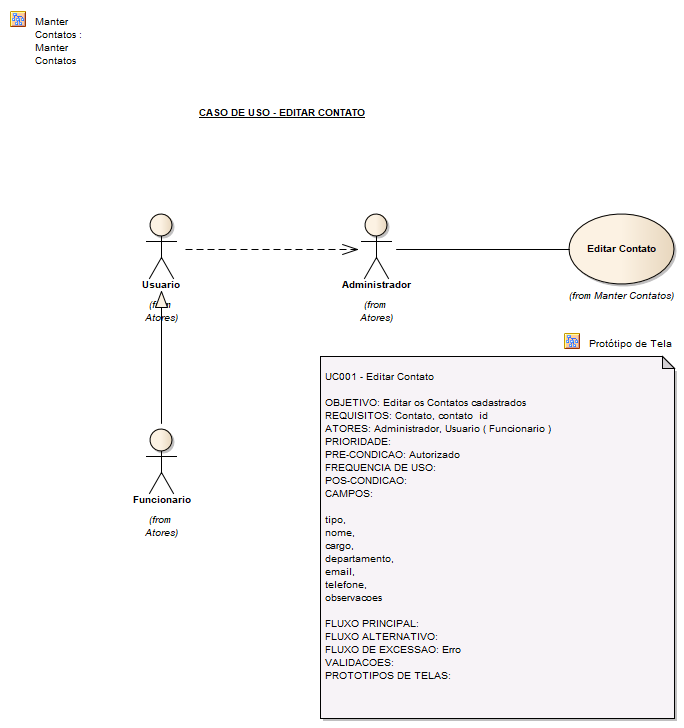 Manter
Contatos :
Manter
Contatos
CASO DE USO - EDITAR CONTATO
Usuario
(from
Atores)
Administrador
(from
Atores)
Editar Contato
(from Manter Contatos)
Protótipo de Tela
Funcionario
(from
Atores)
UC001 - Editar Contato
OBJETIVO: Editar os Contatos cadastrados
REQUISITOS: Contato, contato  id
ATORES: Administrador, Usuario ( Funcionario )
PRIORIDADE:
PRE-CONDICAO: Autorizado
FREQUENCIA DE USO:
POS-CONDICAO:
CAMPOS:
tipo,
nome,
cargo,
departamento,
email,
telefone,
observacoes
FLUXO PRINCIPAL:
FLUXO ALTERNATIVO:
FLUXO DE EXCESSAO: Erro
VALIDACOES:
PROTOTIPOS DE TELAS: